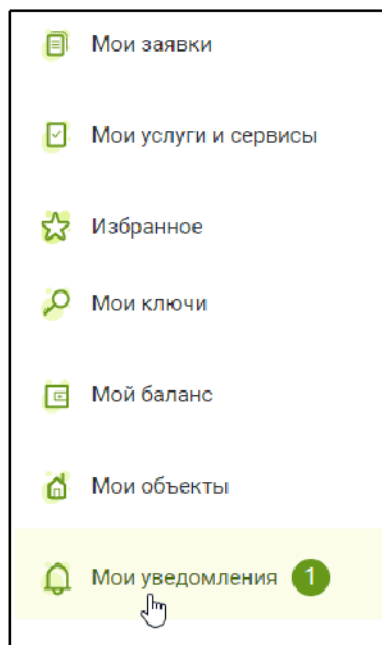 Мои заявки
Мои услуги и сервисы
Избранное
Мои ключи
Мой баланс
Мои объекты
Мои уведомления 1